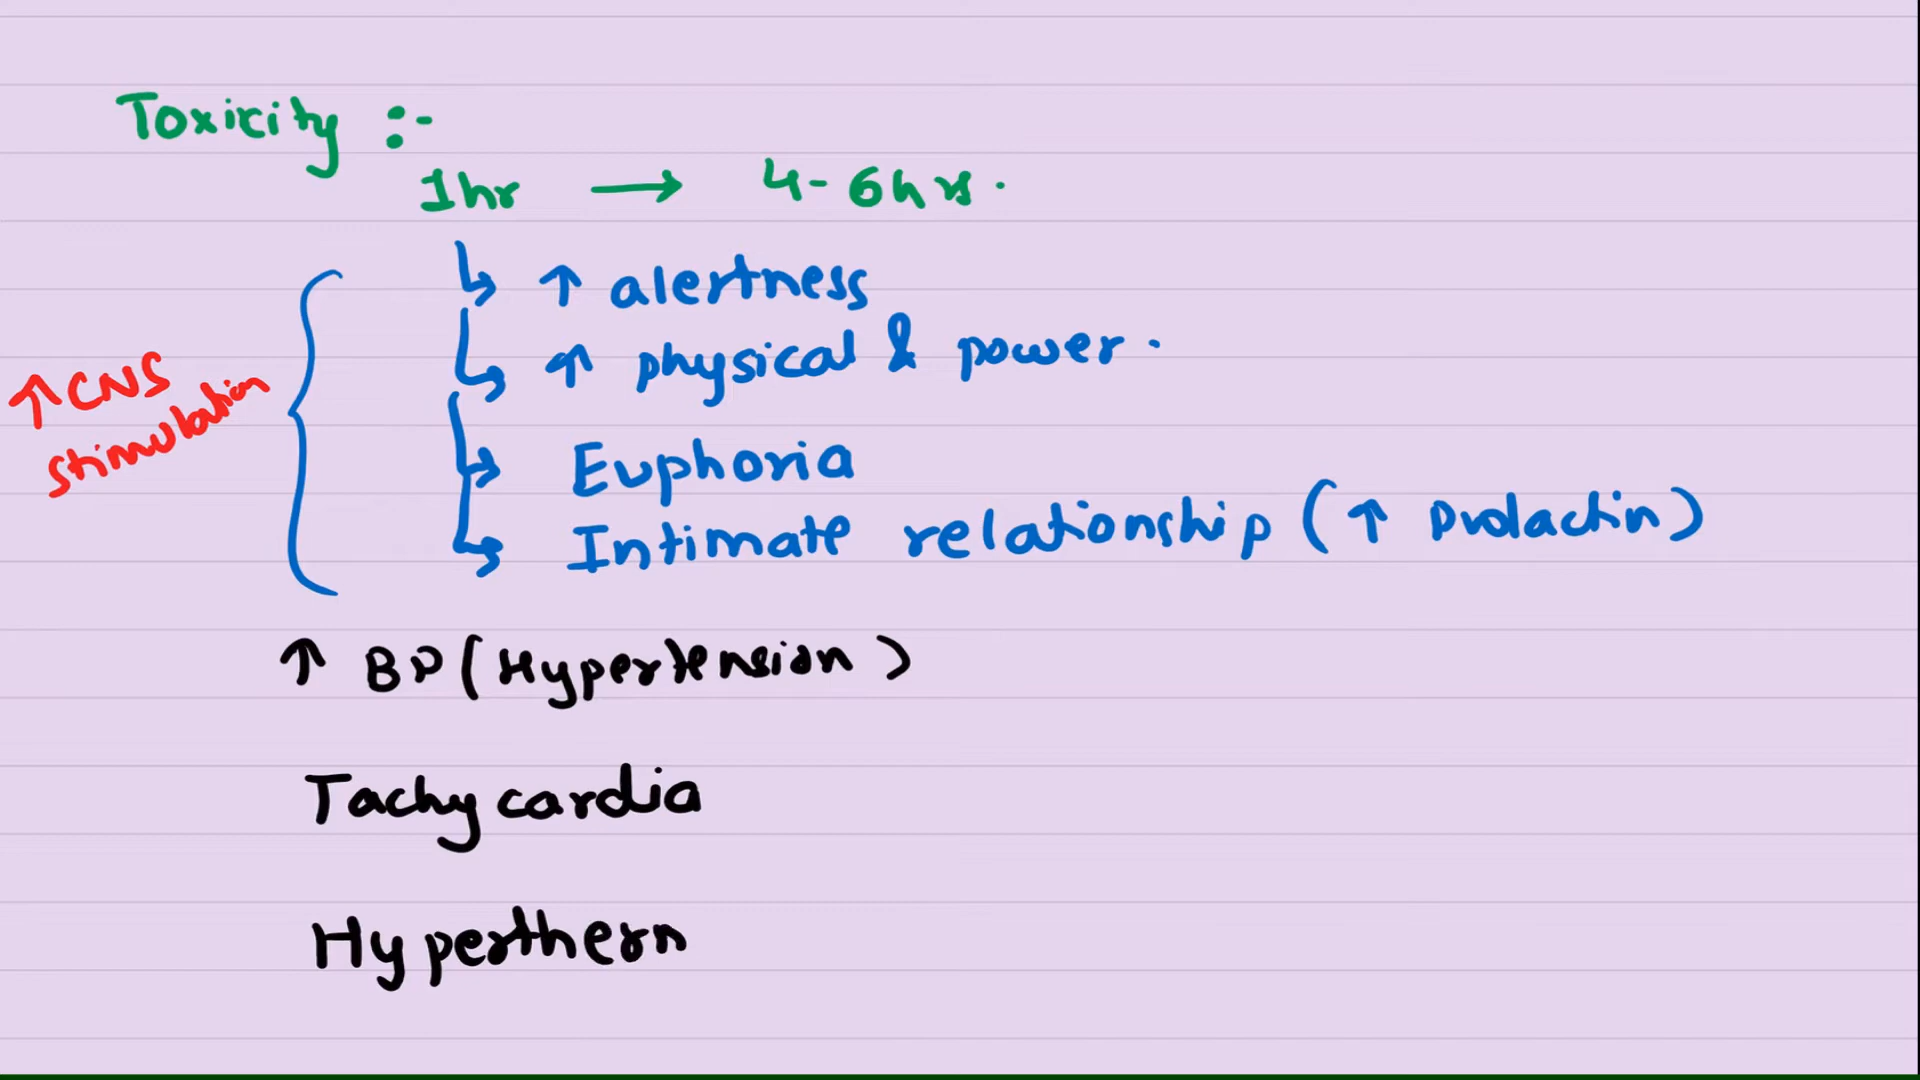 Toxicity :-
1hr → 4-6hrs.
↑ alertness
↑ physical & power.
↑ CNS stimulation
Euphoria
Intimate relationship (↑ Prolactin)
↑ BP (Hypertension)
Tachycardia
Hypertherm